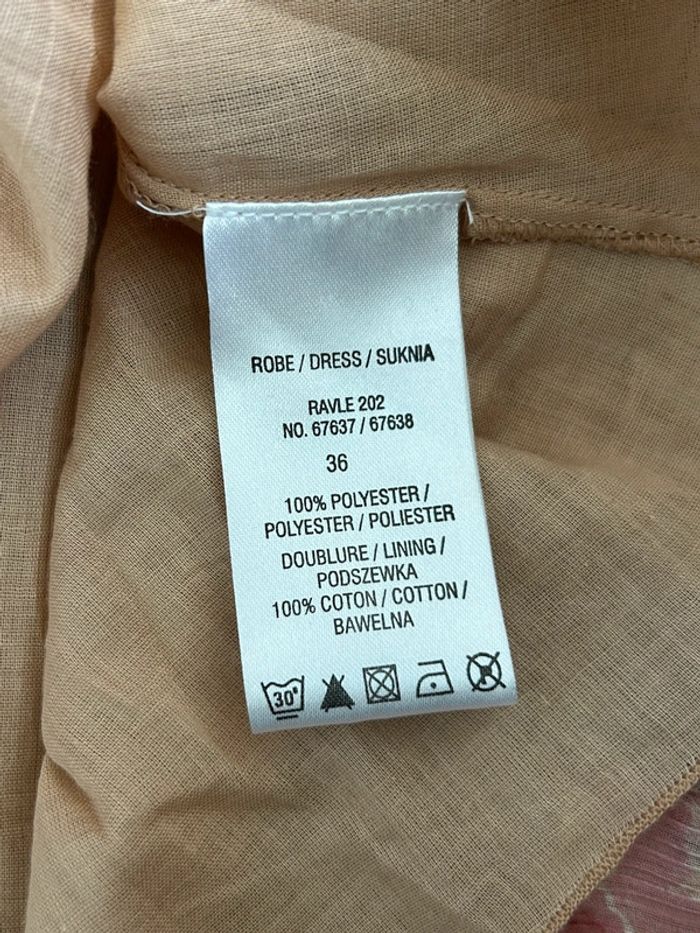 ROBE / DRESS / SUKNIA
RAVLE 202
NO. 67637 / 67638
36
100% POLYESTER /
POLYESTER / POLIESTER
DOUBLURE / LINING /
PODSZEWKA
100% COTON / COTTON /
BAWELNA
30°